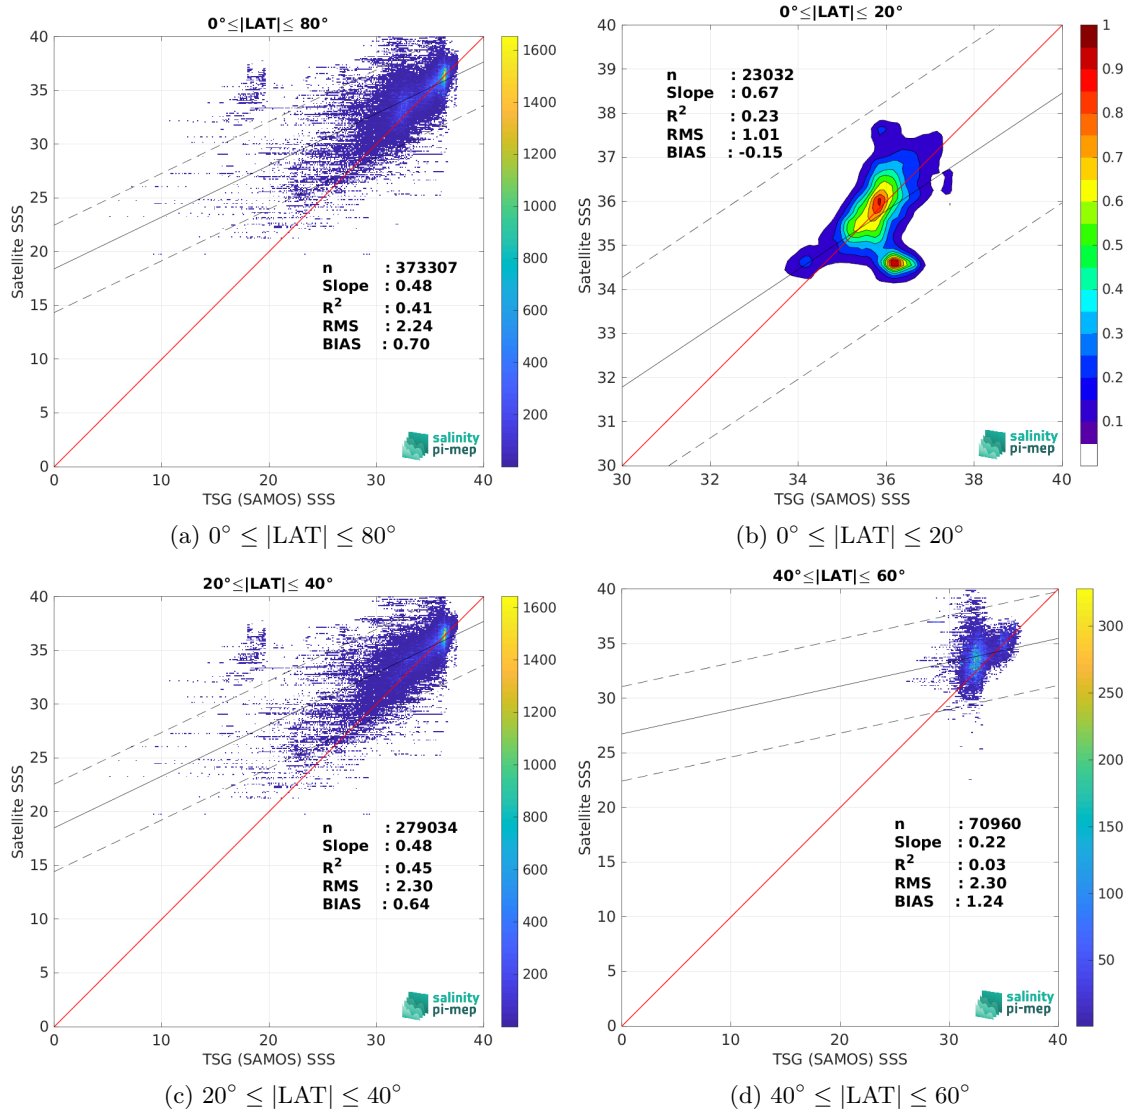 0°≤|LAT|≤ 80°
40
35
30
25
20
15
10
5
0
Satellite SSS
n : 373307
Slope : 0.48
R² : 0.41
RMS : 2.24
BIAS : 0.70
salinity
pi-mep
0 10 20 30 40
TSG (SAMOS) SSS
1600
1400
1200
1000
800
600
400
200
(a) 0° ≤ |LAT| ≤ 80°
0°≤|LAT|≤ 20°
40
39
38
37
36
35
34
33
32
31
30
Satellite SSS
n : 23032
Slope : 0.67
R² : 0.23
RMS : 1.01
BIAS : -0.15
salinity
pi-mep
30 32 34 36 38 40
TSG (SAMOS) SSS
1
0.9
0.8
0.7
0.6
0.5
0.4
0.3
0.2
0.1
(b) 0° ≤ |LAT| ≤ 20°
20°≤|LAT|≤ 40°
40
35
30
25
20
15
10
5
0
Satellite SSS
n : 279034
Slope : 0.48
R² : 0.45
RMS : 2.30
BIAS : 0.64
salinity
pi-mep
0 10 20 30 40
TSG (SAMOS) SSS
1600
1400
1200
1000
800
600
400
200
(c) 20° ≤ |LAT| ≤ 40°
40°≤|LAT|≤ 60°
40
35
30
25
20
15
10
5
0
Satellite SSS
n : 70960
Slope : 0.22
R² : 0.03
RMS : 2.30
BIAS : 1.24
salinity
pi-mep
0 10 20 30 40
TSG (SAMOS) SSS
300
250
200
150
100
50
(d) 40° ≤ |LAT| ≤ 60°